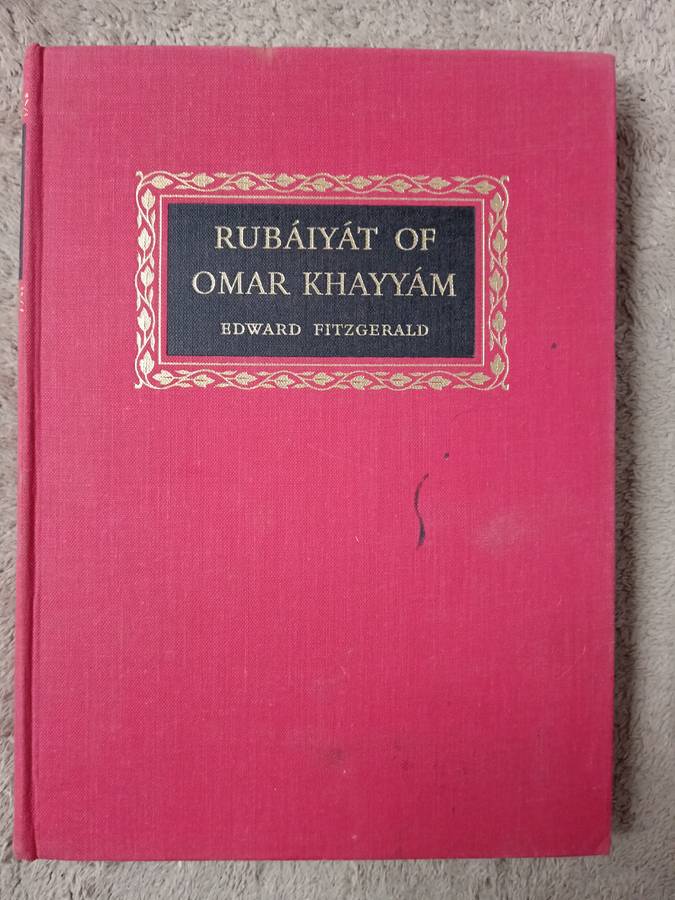 RUBÁIYÁT OF
OMAR KHAYYÁM
EDWARD FITZGERALD